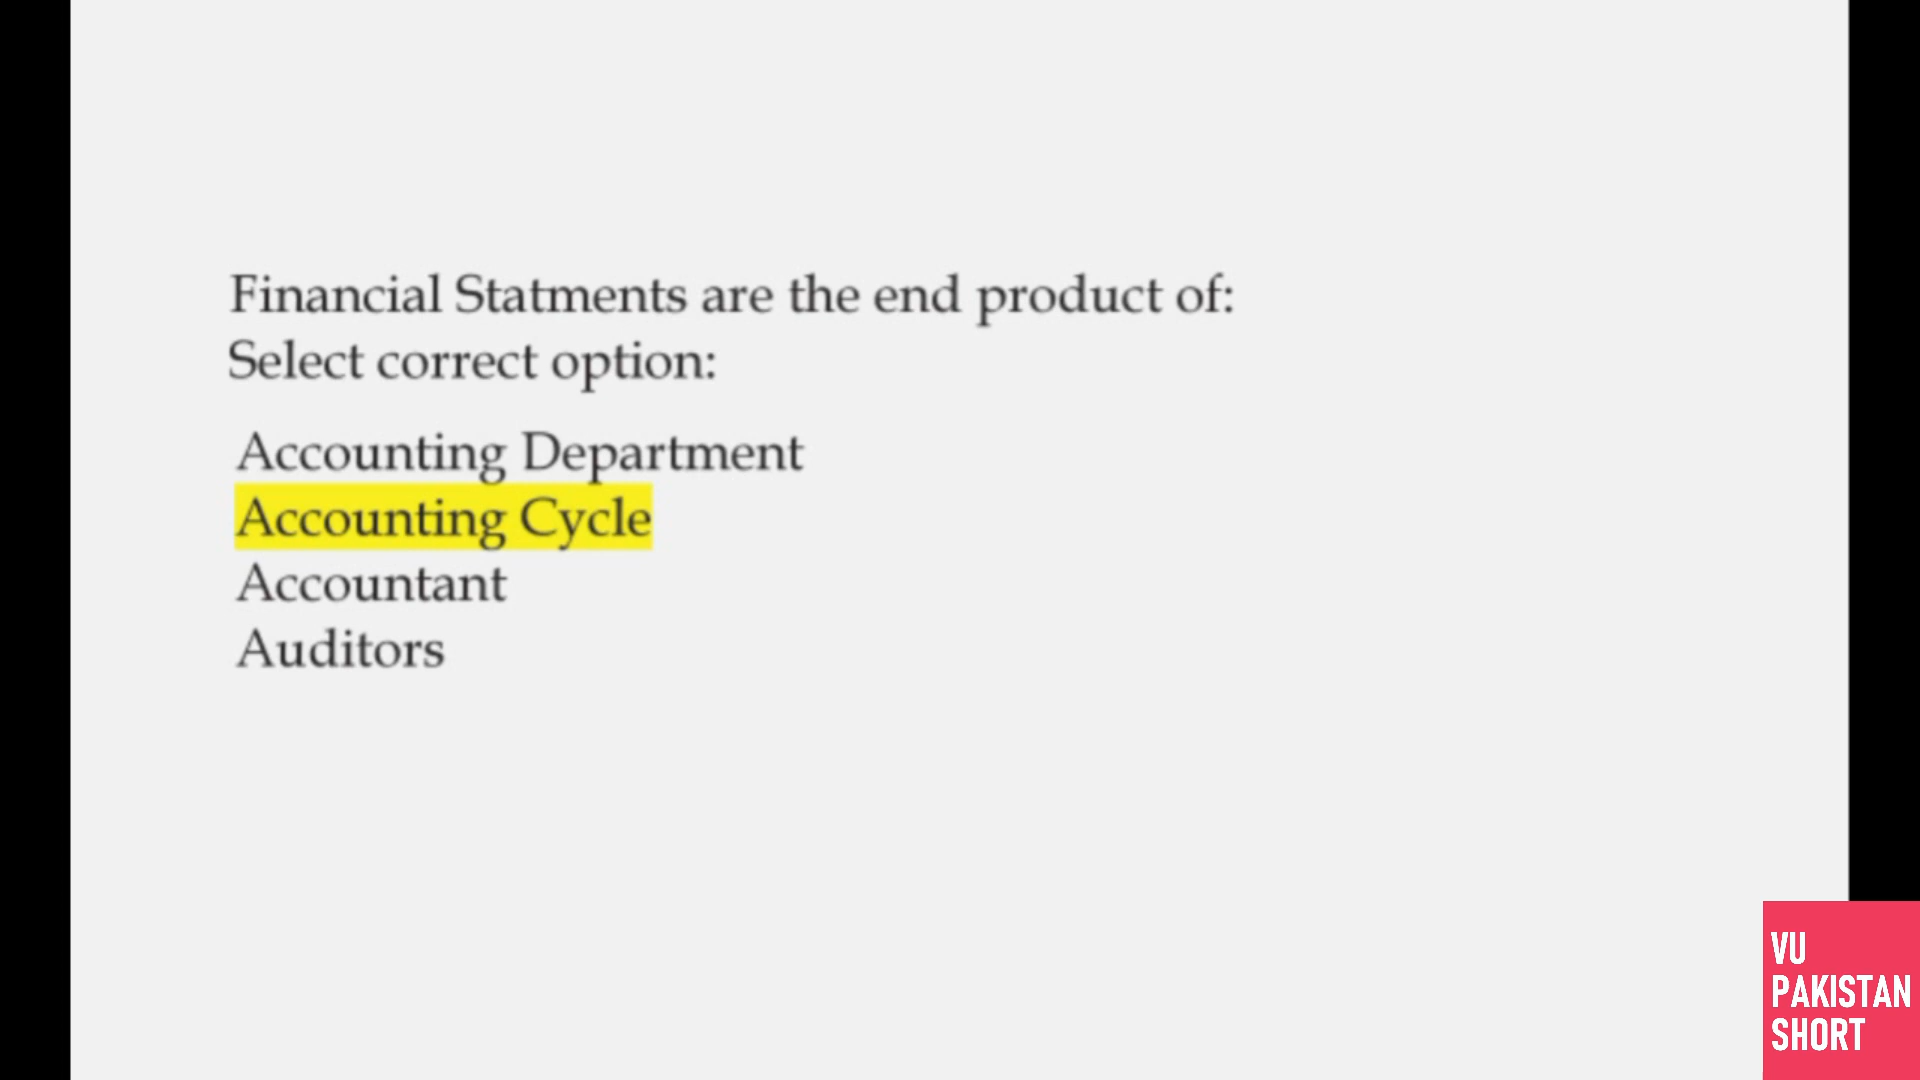 Financial Statments are the end product of:
Select correct option:
Accounting Department
Accounting Cycle
Accountant
Auditors
VU
PAKISTAN
SHORT